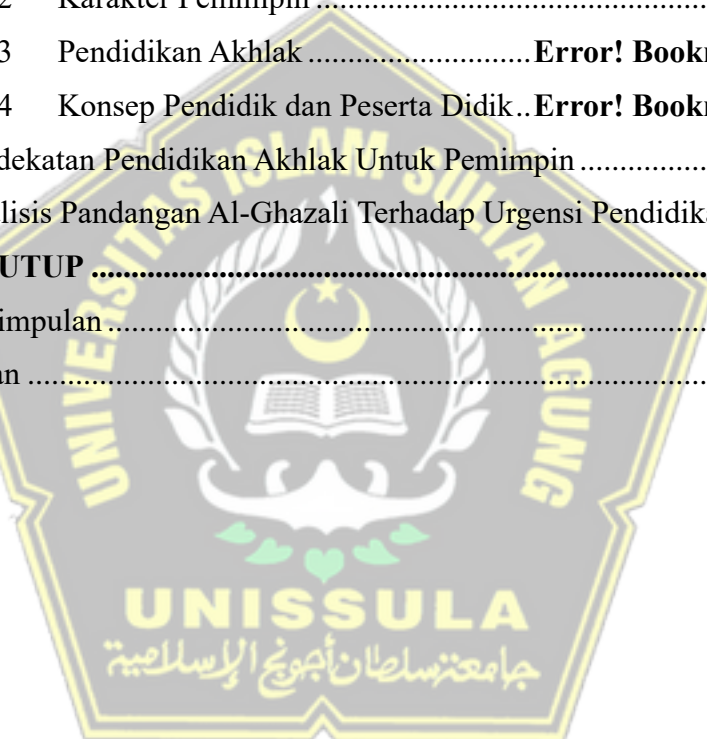 2 Karakter Pemimpin ................................................
3 Pendidikan Akhlak ............................ Error! Bookm
4 Konsep Pendidik dan Peserta Didik.. Error! Bookm
dekatan Pendidikan Akhlak Untuk Pemimpin ................
lisis Pandangan Al-Ghazali Terhadap Urgensi Pendidika
UTUP ................................................................................
impulan ............................................................................
an ......................................................................................
UNIVERSITAS ISLAM SULTAN AGUNG
UNISSULA
جامعتنسلطان أجونج الإسلامية